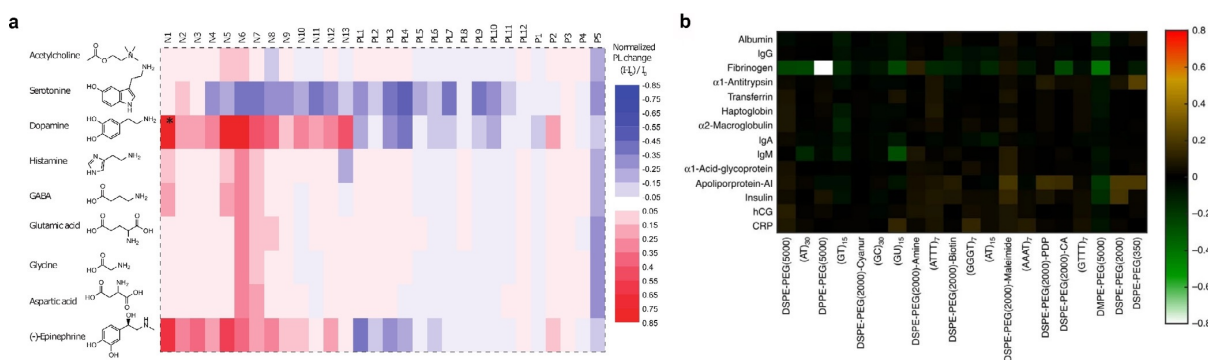 a
N1 N2 N3 N4 N5 N6 N7 N8 N9 N10 N11 N12 N13 PL1 PL2 PL3 PL4 PL5 PL6 PL7 PL8 PL9 PL10 PL11 PL12 P1 P2 P3 P4 P5
Acetylcholine
Serotonine
Dopamine
*
Histamine
GABA
Glutamic acid
Glycine
Aspartic acid
(-)-Epinephrine
Normalized
PL change
-0.85
-0.75
-0.65
-0.55
-0.45
-0.35
-0.25
-0.15
-0.05
0.05
0.15
0.25
0.35
0.45
0.55
0.65
0.75
0.85
b
Albumin
IgG
Fibrinogen
α1-Antitrypsin
Transferrin
Haptoglobin
α2-Macroglobulin
IgA
IgM
α1-Acid-glycoprotein
Apoliporprotein-AI
Insulin
hCG
CRP
DSPE-PEG(5000)
(AT)30
DPPE-PEG(5000)
(GT)15
DSPE-PEG(2000)-Cyanur
(GC)30
(GU)15
DSPE-PEG(2000)-Amine
(ATTT)7
DSPE-PEG(2000)-Biotin
(GGGT)7
(AT)15
DSPE-PEG(2000)-Maleimide
(AAAT)7
DSPE-PEG(2000)-PDP
DSPE-PEG(2000)-CA
(GTTT)7
DMPE-PEG(5000)
DSPE-PEG(2000)
DSPE-PEG(350)
0.8
0.6
0.4
0.2
0
-0.2
-0.4
-0.6
-0.8